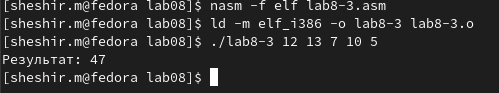 [sheshir.m@fedora lab08]$ nasm -f elf lab8-3.asm
[sheshir.m@fedora lab08]$ ld -m elf_i386 -o lab8-3 lab8-3.o
[sheshir.m@fedora lab08]$ ./lab8-3 12 13 7 10 5
Результат: 47
[sheshir.m@fedora lab08]$